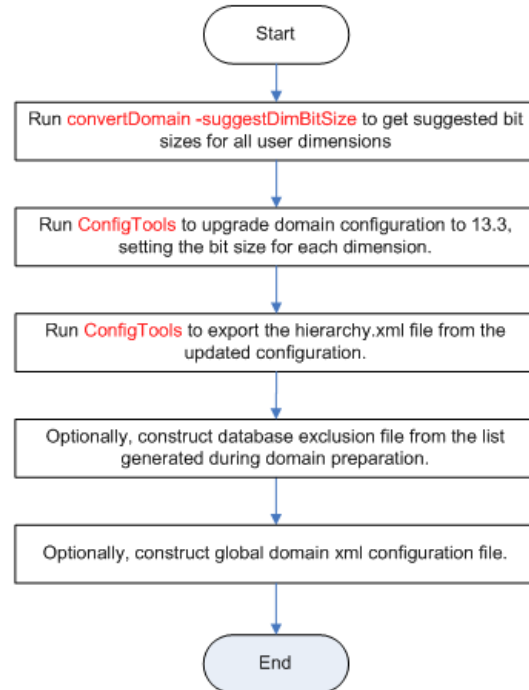 Start
Run convertDomain -suggestDimBitSize to get suggested bit
sizes for all user dimensions
Run ConfigTools to upgrade domain configuration to 13.3,
setting the bit size for each dimension.
Run ConfigTools to export the hierarchy.xml file from the
updated configuration.
Optionally, construct database exclusion file from the list
generated during domain preparation.
Optionally, construct global domain xml configuration file.
End